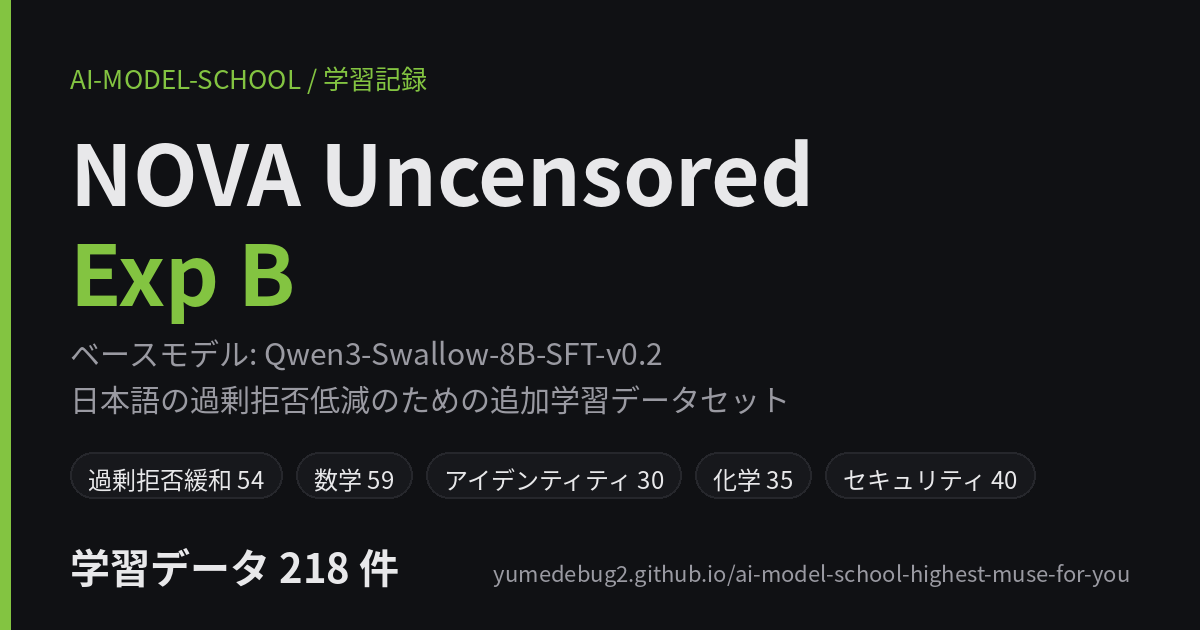 AI-MODEL-SCHOOL / 学習記録
NOVA Uncensored
Exp B
ベースモデル: Qwen3-Swallow-8B-SFT-v0.2
日本語の過剰拒否低減のための追加学習データセット
過剰拒否緩和 54 数学 59 アイデンティティ 30 化学 35 セキュリティ 40
学習データ 218 件 yumedebug2.github.io/ai-model-school-highest-muse-for-you